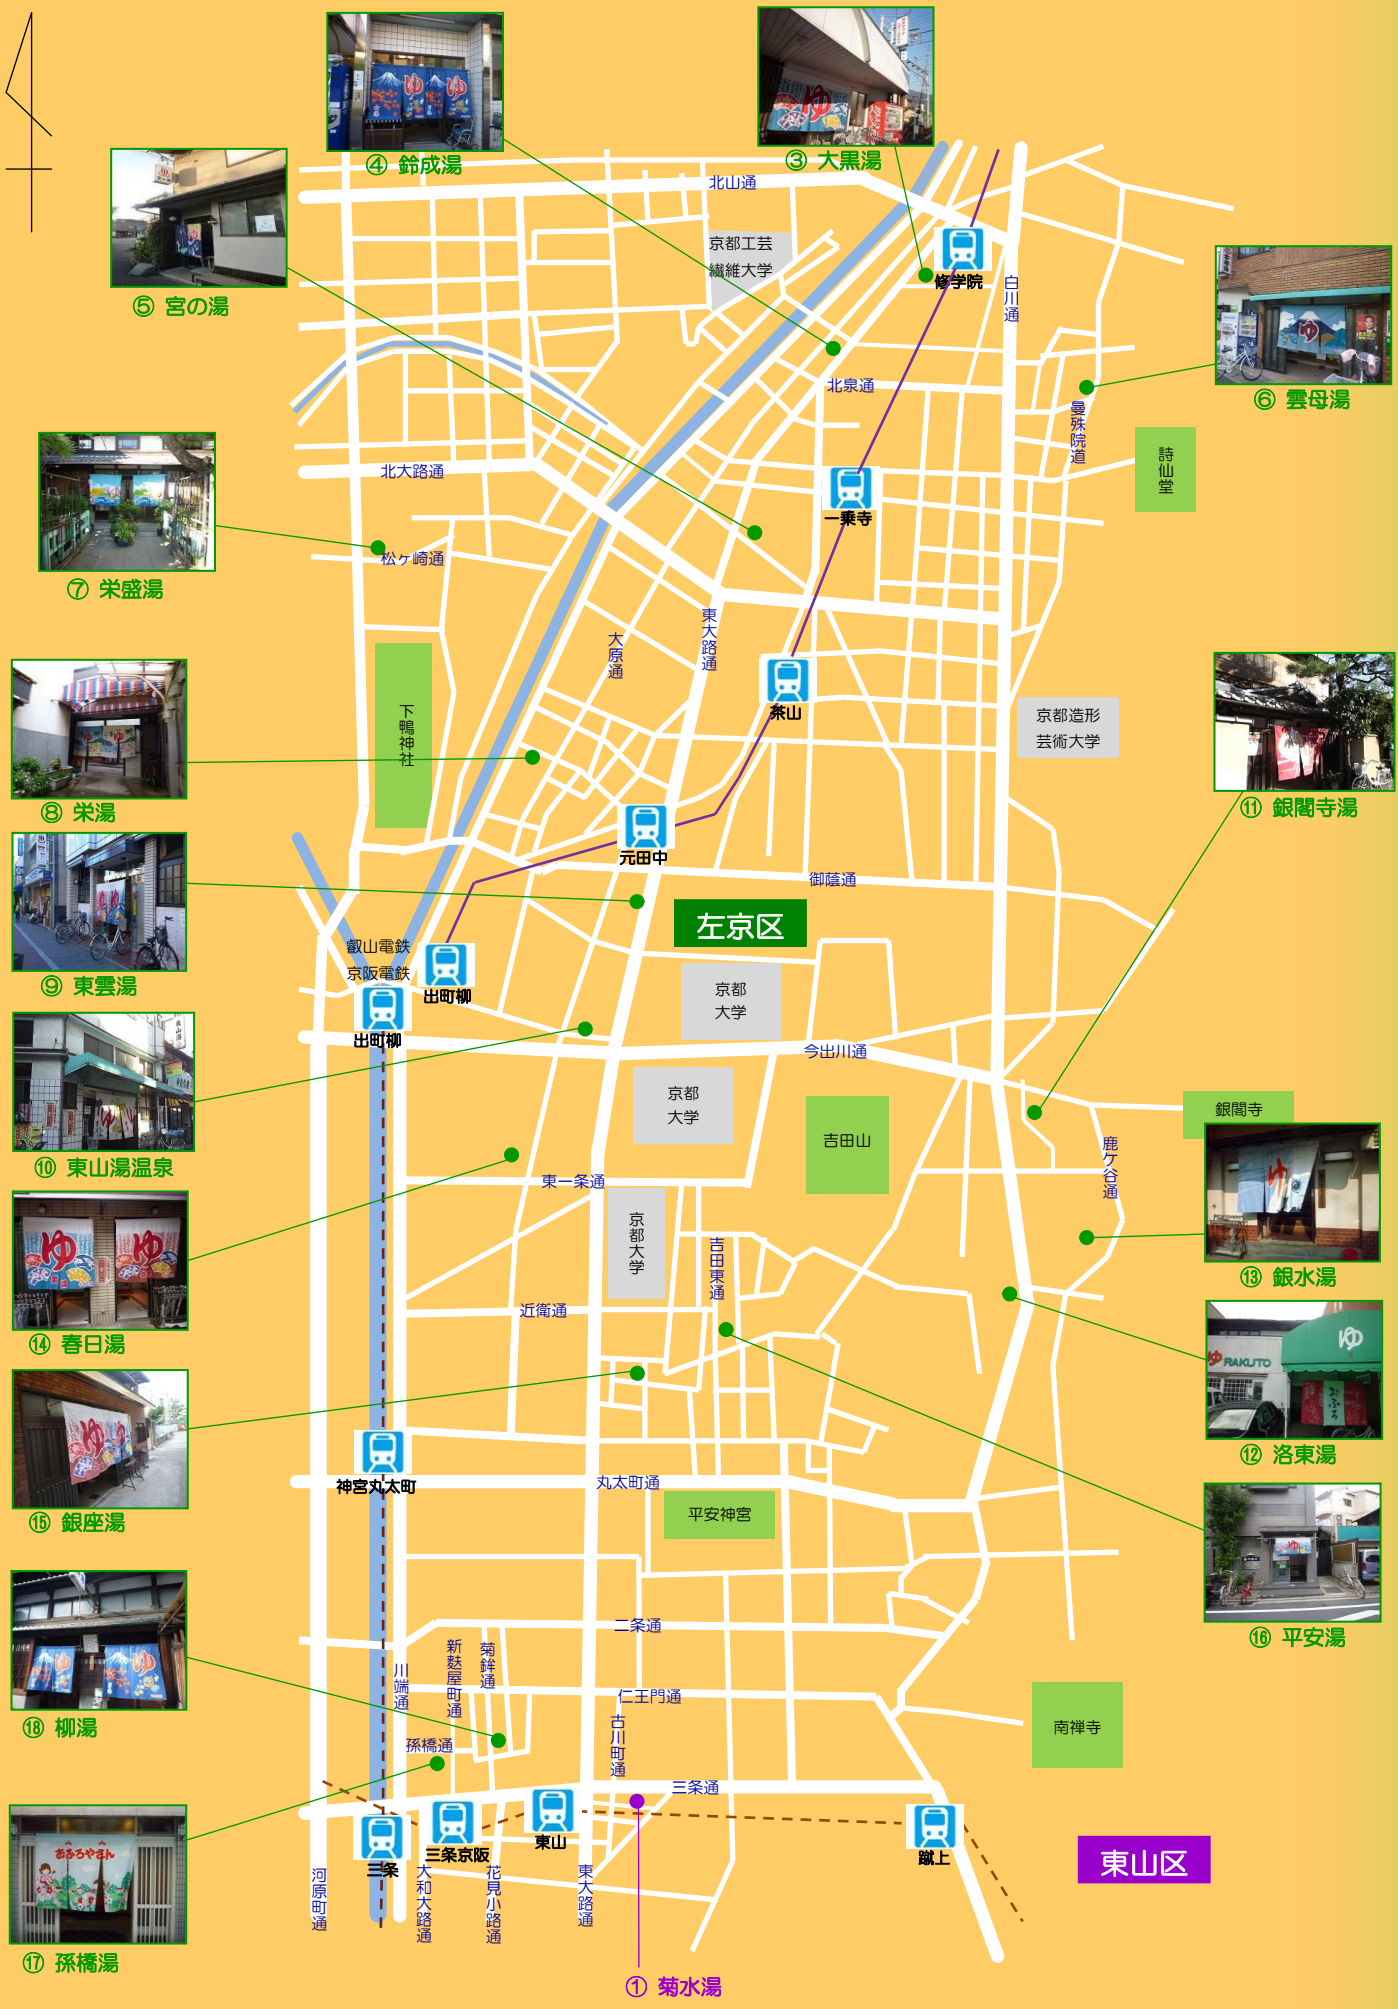 ③ 大黒湯
④ 鈴成湯
北山通
京都工芸
繊維大学
修学院
白川通
⑤ 宮の湯
北泉通
曼殊院道
⑥ 雲母湯
詩仙堂
北大路通
一乗寺
松ヶ崎通
⑦ 栄盛湯
大原通
東大路通
下鴨神社
茶山
京都造形
芸術大学
⑧ 栄湯
⑪ 銀閣寺湯
元田中
御蔭通
左京区
叡山電鉄
京阪電鉄
出町柳
出町柳
⑨ 東雲湯
京都
大学
今出川通
京都
大学
吉田山
銀閣寺
鹿ケ谷通
⑩ 東山湯温泉
東一条通
京都大学
吉田東通
⑬ 銀水湯
近衛通
⑭ 春日湯
RAKUTO
おふろ
⑫ 洛東湯
神宮丸太町
丸太町通
平安神宮
⑮ 銀座湯
⑯ 平安湯
二条通
川端通
新麩屋町通
菊鉾通
仁王門通
古川町通
南禅寺
⑱ 柳湯
孫橋通
三条通
三条
三条京阪
東山
蹴上
東山区
おふろやさん
河原町通
大和大路通
花見小路通
東大路通
⑰ 孫橋湯
① 菊水湯
ゆ